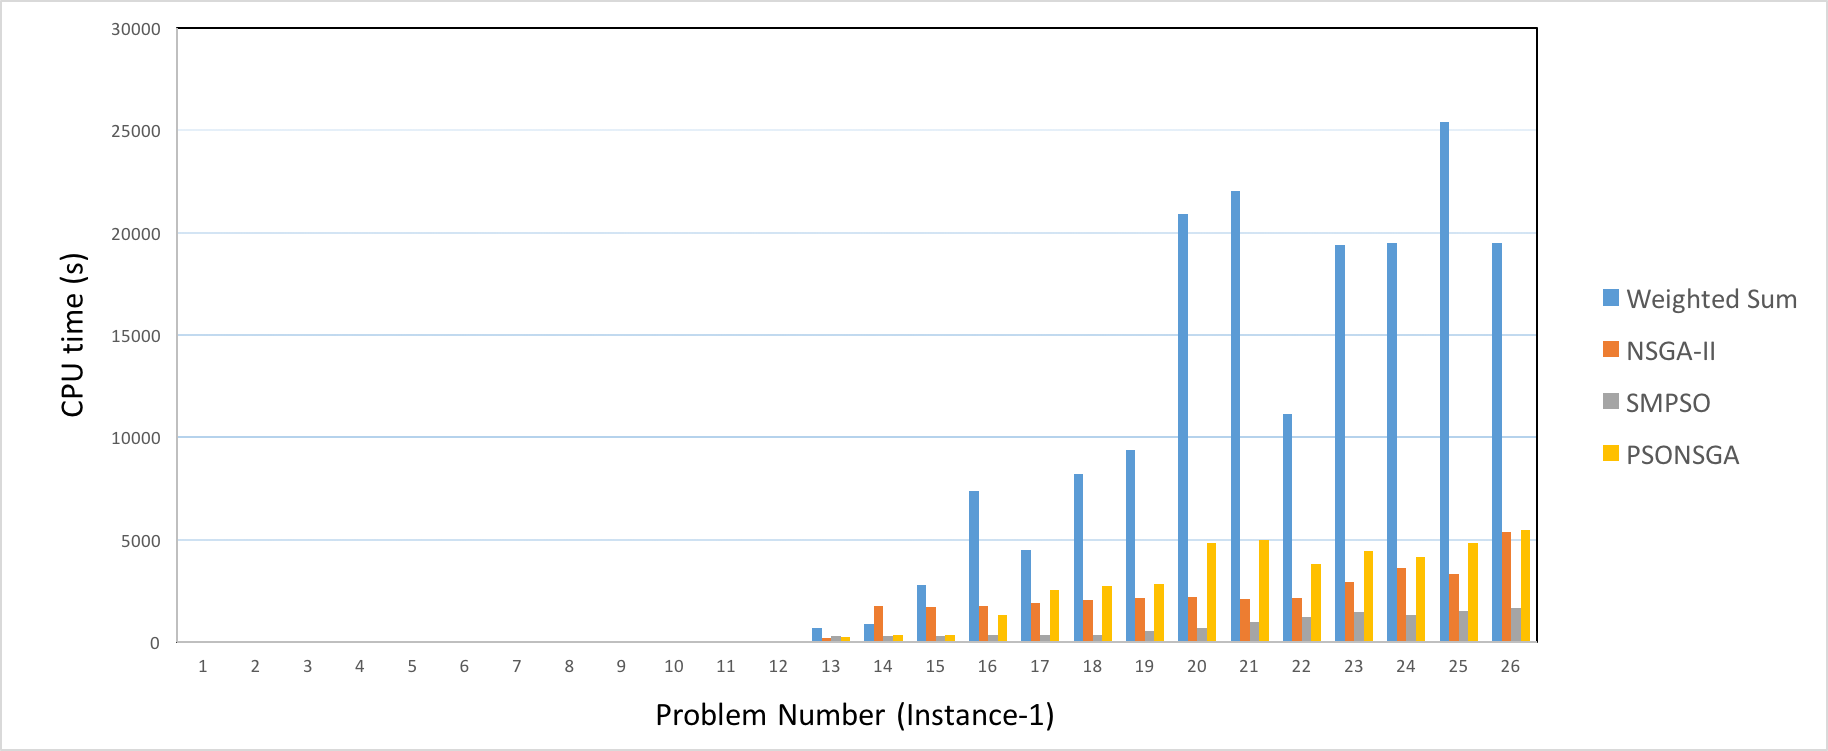 30000
25000
20000
15000
10000
5000
0
CPU time (s)
1 2 3 4 5 6 7 8 9 10 11 12 13 14 15 16 17 18 19 20 21 22 23 24 25 26
Problem Number (Instance-1)
Weighted Sum
NSGA-II
SMPSO
PSONSGA